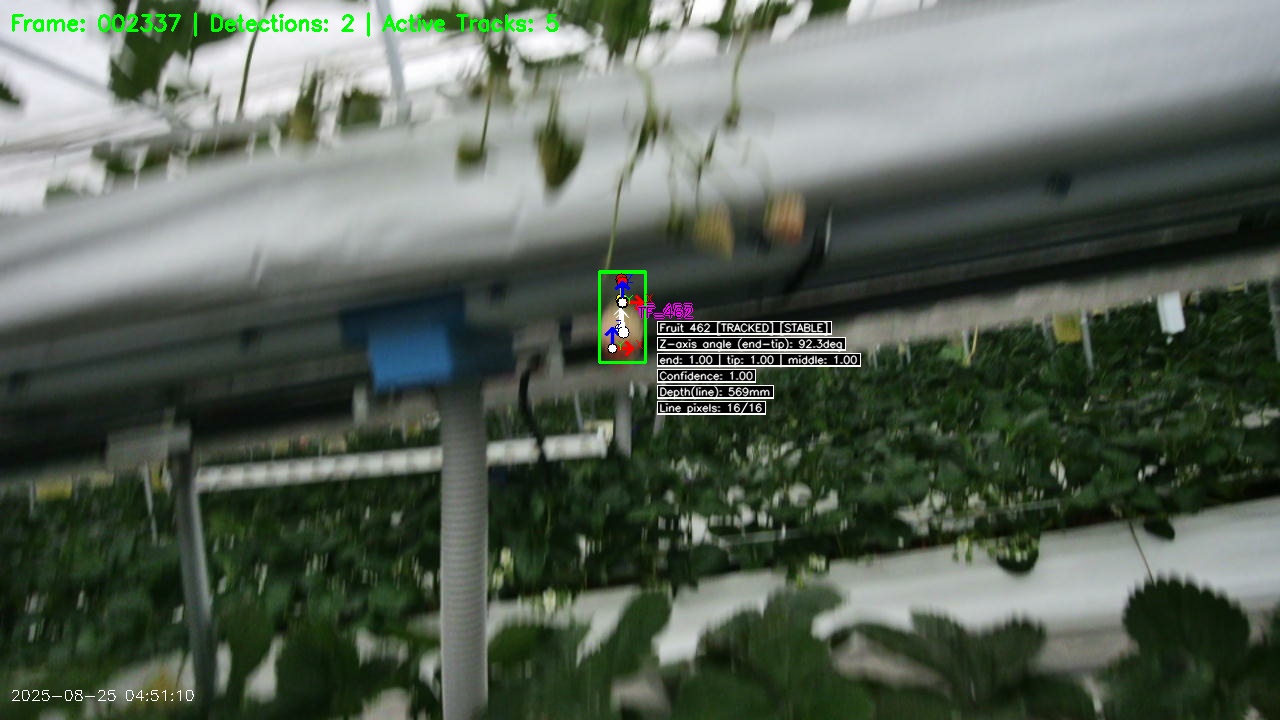 Frame: 002337 | Detections: 2 | Active Tracks: 5
Fruit 462 [TRACKED] [STABLE]
Z-axis angle (end-tip): 92.3deg
end: 1.00 | tip: 1.00 | middle: 1.00
Confidence: 1.00
Depth(line): 569mm
Line pixels: 16/16
2025-08-25 04:51:10